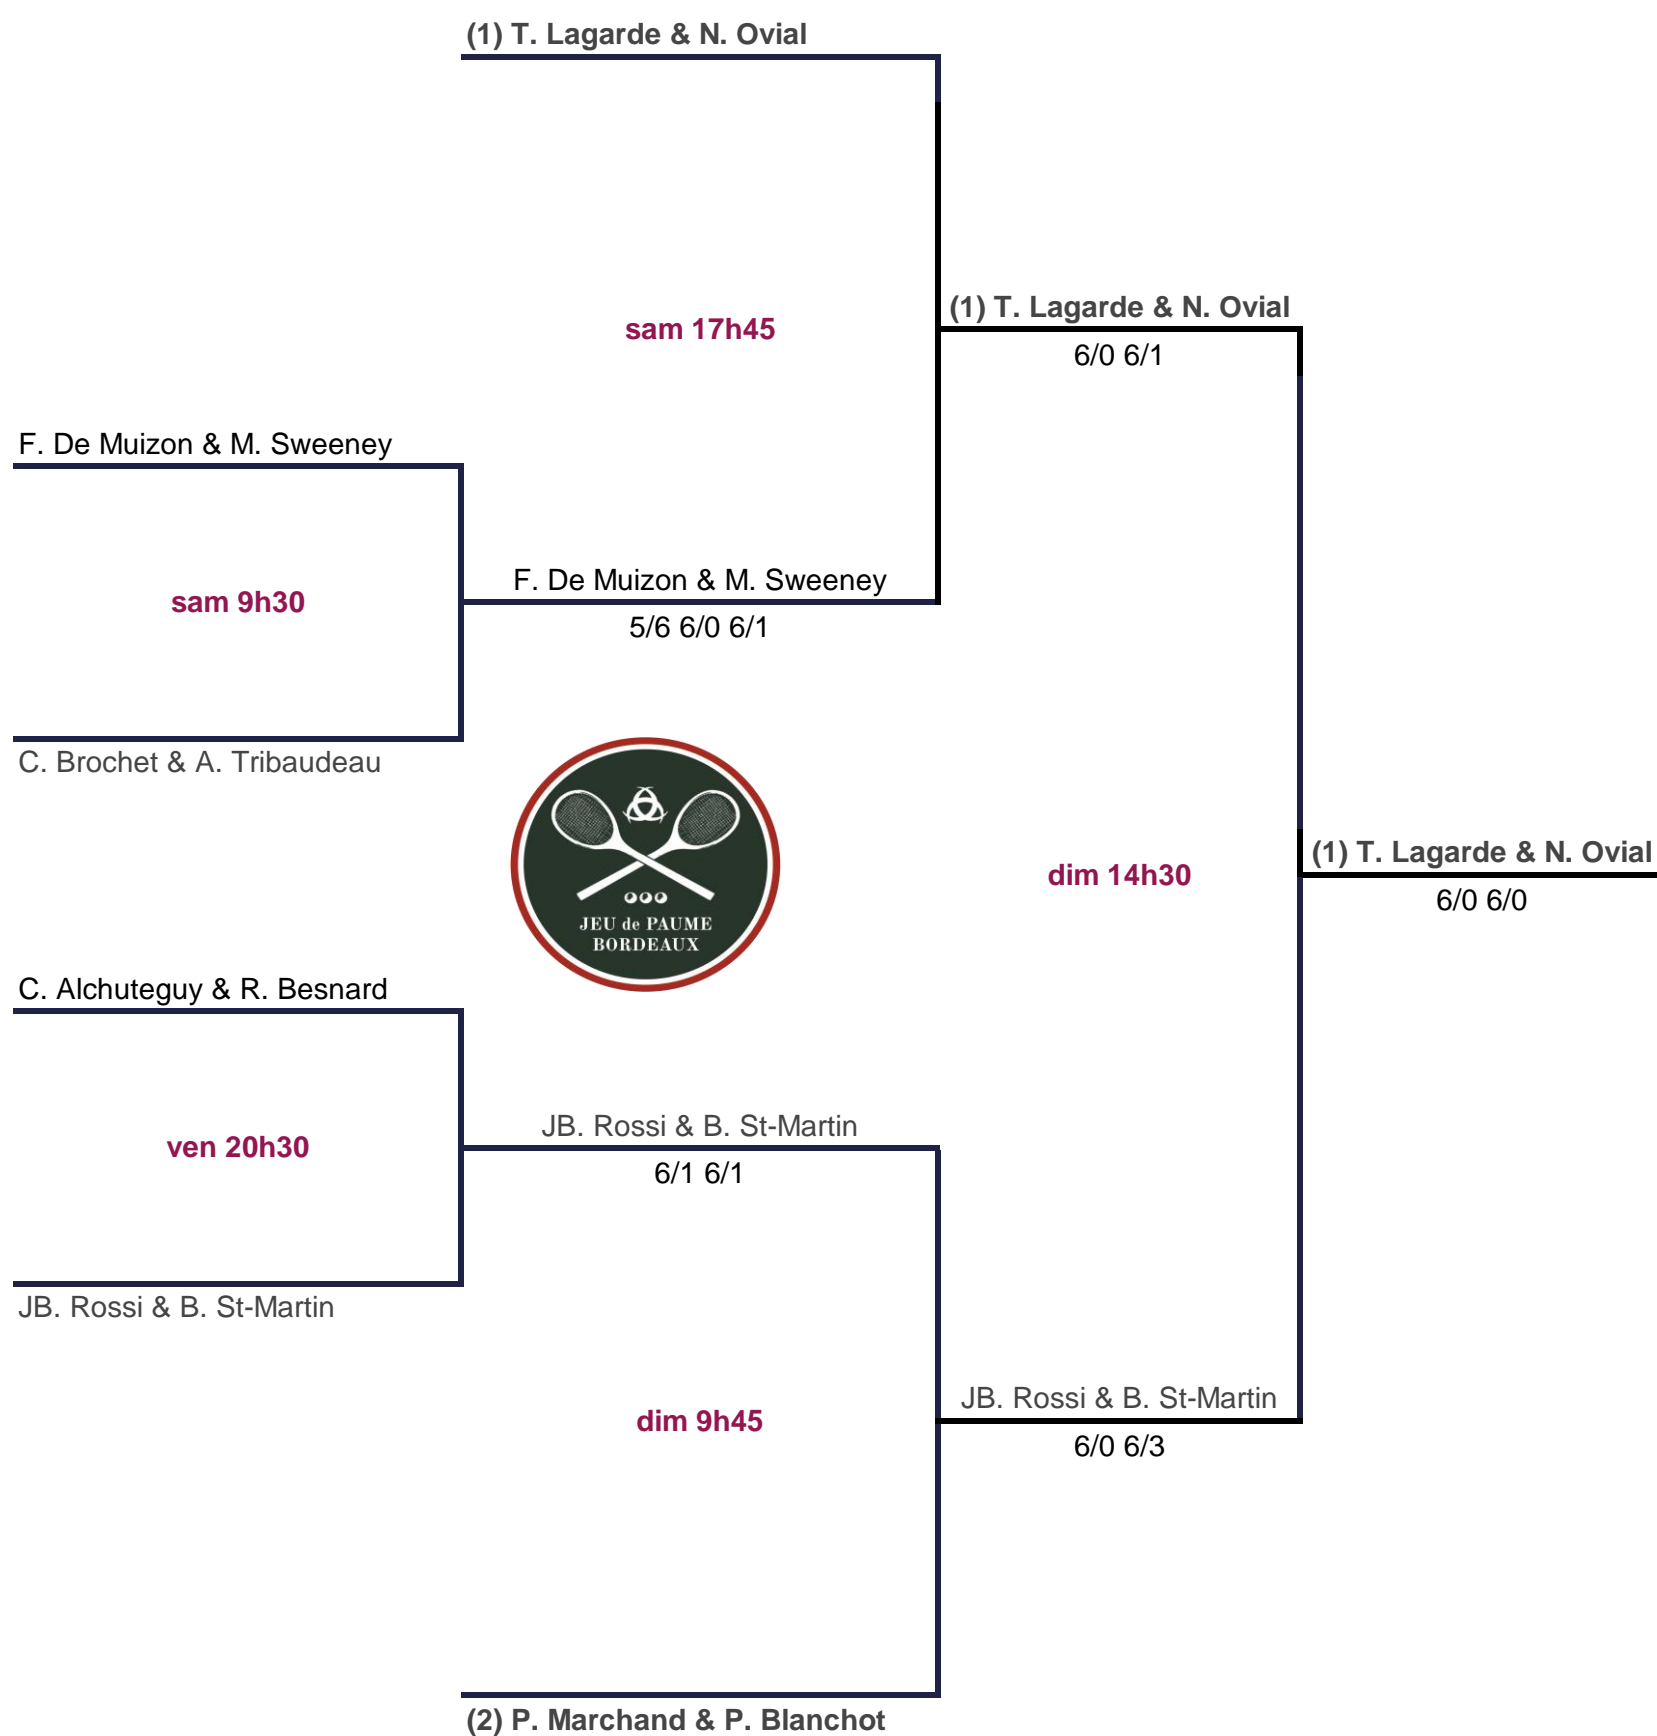 (1) T. Lagarde & N. Ovial
(1) T. Lagarde & N. Ovial
sam 17h45
6/0 6/1
F. De Muizon & M. Sweeney
F. De Muizon & M. Sweeney
sam 9h30
5/6 6/0 6/1
C. Brochet & A. Tribaudeau
(1) T. Lagarde & N. Ovial
dim 14h30
6/0 6/0
JEU de PAUME
BORDEAUX
C. Alchuteguy & R. Besnard
JB. Rossi & B. St-Martin
ven 20h30
6/1 6/1
JB. Rossi & B. St-Martin
JB. Rossi & B. St-Martin
dim 9h45
6/0 6/3
(2) P. Marchand & P. Blanchot